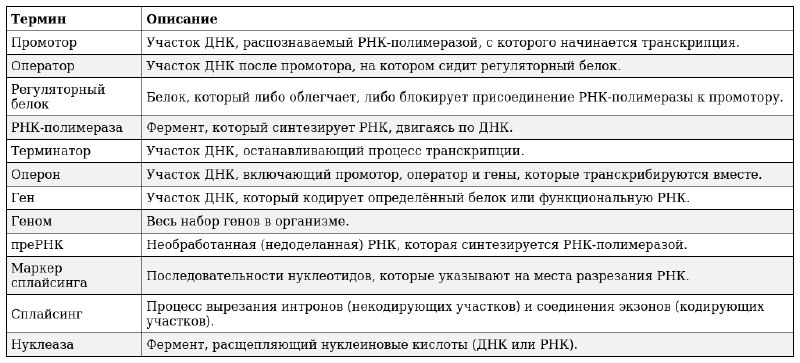 Термин Описание
Промотор Участок ДНК, распознаваемый РНК-полимеразой, с которого начинается транскрипция.
Оператор Участок ДНК после промотора, на котором сидит регуляторный белок.
Регуляторный
белок Белок, который либо облегчает, либо блокирует присоединение РНК-полимеразы к промотору.
РНК-полимераза Фермент, который синтезирует РНК, двигаясь по ДНК.
Терминатор Участок ДНК, останавливающий процесс транскрипции.
Оперон Участок ДНК, включающий промотор, оператор и гены, которые транскрибируются вместе.
Ген Участок ДНК, который кодирует определённый белок или функциональную РНК.
Геном Весь набор генов в организме.
преРНК Необработанная (недоделанная) РНК, которая синтезируется РНК-полимеразой.
Маркер
сплайсинга Последовательности нуклеотидов, которые указывают на места разрезания РНК.
Сплайсинг Процесс вырезания интронов (некодирующих участков) и соединения экзонов (кодирующих
участков).
Нуклеаза Фермент, расщепляющий нуклеиновые кислоты (ДНК или РНК).